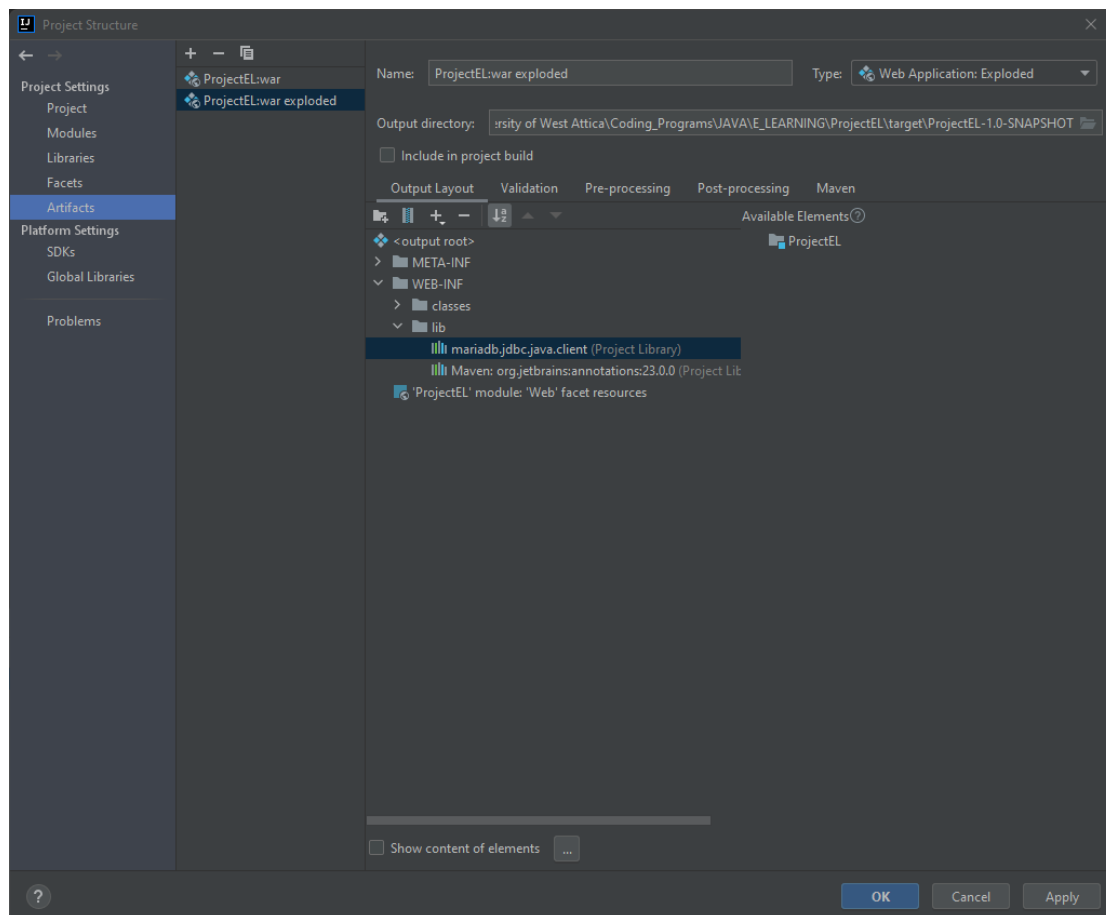 Project Structure
Project Settings
Project
Modules
Libraries
Facets
Artifacts
Platform Settings
SDKs
Global Libraries
Problems
ProjectEL:war
ProjectEL:war exploded
Name: ProjectEL:war exploded
Type: Web Application: Exploded
Output directory: ersity of West Attica\Coding_Programs\JAVA\E_LEARNING\ProjectEL\target\ProjectEL-1.0-SNAPSHOT
Include in project build
Output Layout Validation Pre-processing Post-processing Maven
Available Elements ?
<output root>
META-INF
WEB-INF
classes
lib
mariadb.jdbc.java.client (Project Library)
Maven: org.jetbrains:annotations:23.0.0 (Project Lit
'ProjectEL' module: 'Web' facet resources
ProjectEL
Show content of elements ...
? OK Cancel Apply